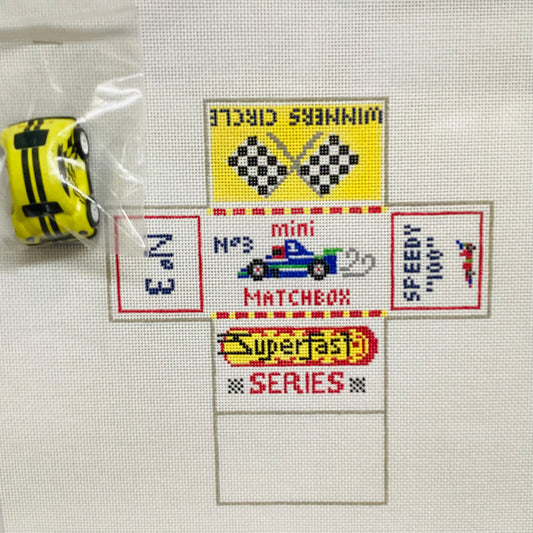 WINNERS CIRCLE
mini
Nº3
MATCHBOX
Nº 3
SPEEDY
"100"
Superfast
SERIES